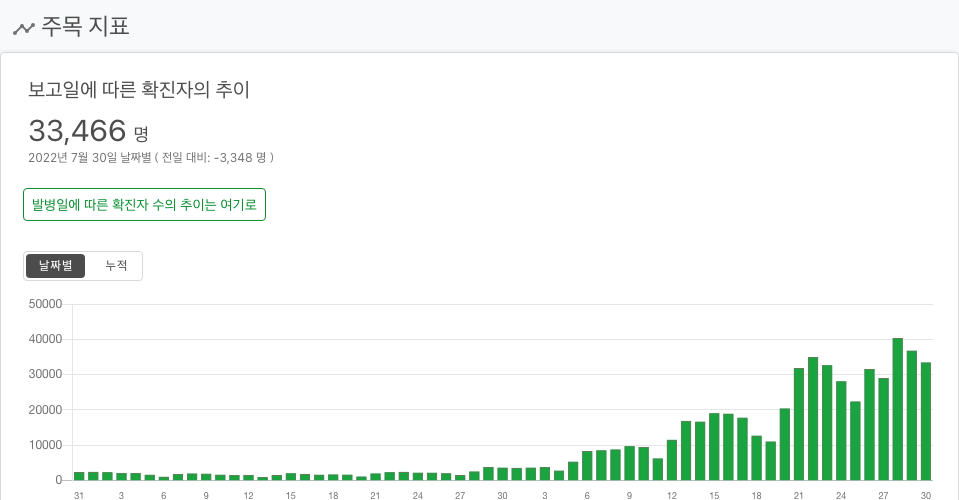 주목 지표
보고일에 따른 확진자의 추이
33,466 명
2022년 7월 30일 날짜별 ( 전일 대비: -3,348 명 )
발병일에 따른 확진자 수의 추이는 여기로
날짜별 누적
50000
40000
30000
20000
10000
0
31 3 6 9 12 15 18 21 24 27 30 3 6 9 12 15 18 21 24 27 30